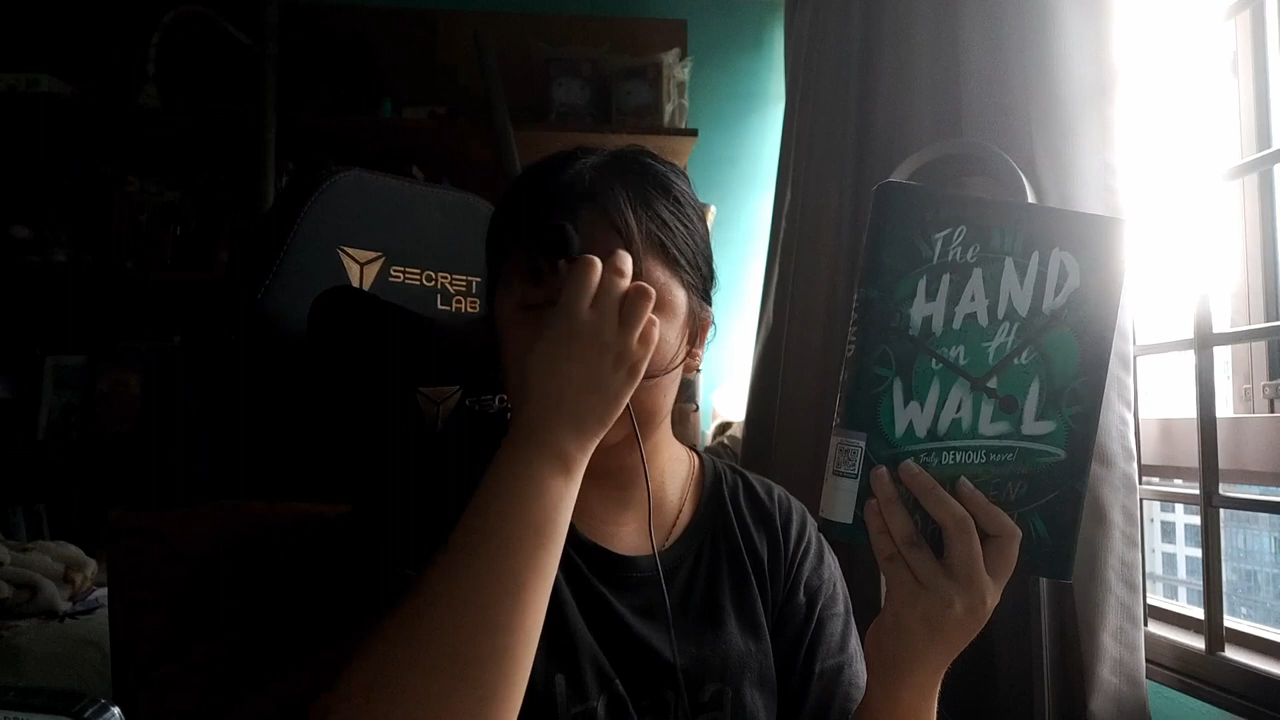 SECRET
LAB
The
HAND
on the
WALL
a Truly DEVIOUS novel